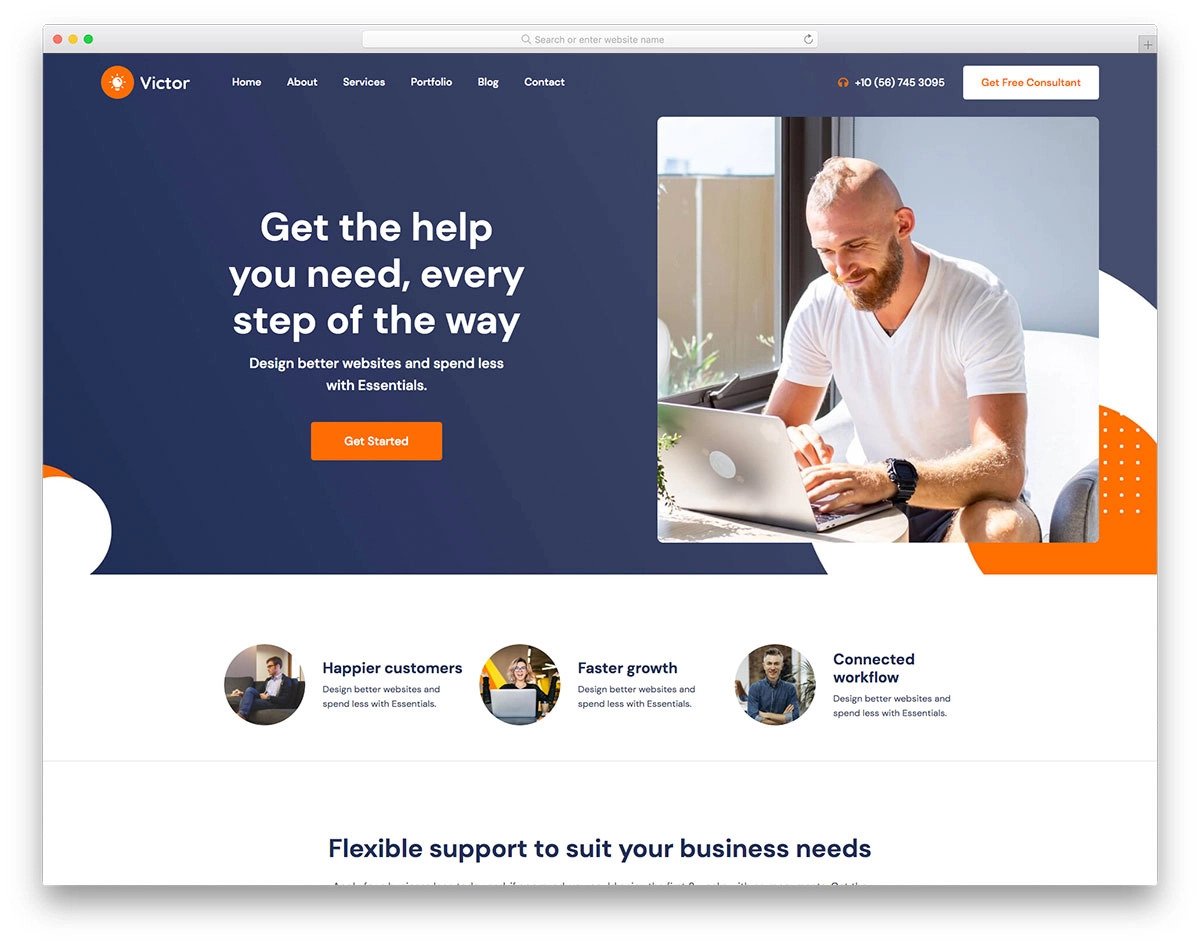 Search or enter website name
Victor
Home About Services Portfolio Blog Contact
+10 (56) 745 3095
Get Free Consultant
Get the help
you need, every
step of the way
Design better websites and spend less
with Essentials.
Get Started
Happier customers
Design better websites and
spend less with Essentials.
Faster growth
Design better websites and
spend less with Essentials.
Connected
workflow
Design better websites and
spend less with Essentials.
Flexible support to suit your business needs